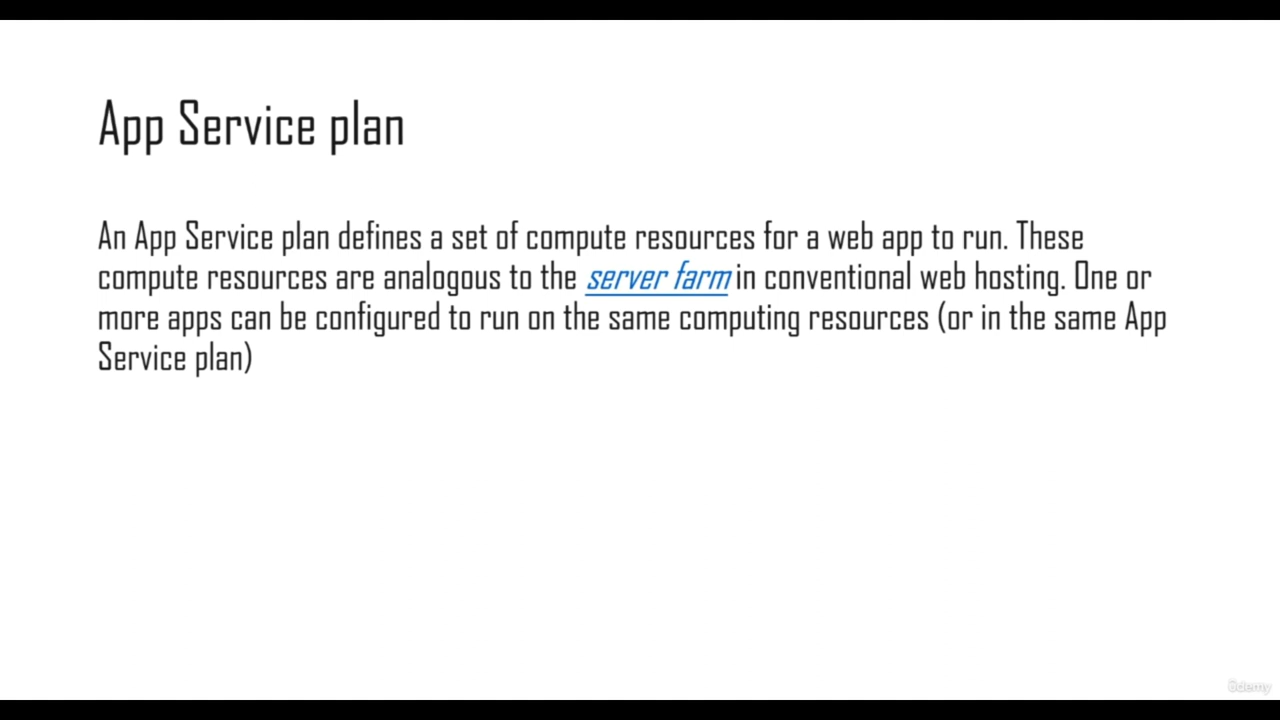 App Service plan
An App Service plan defines a set of compute resources for a web app to run. These
compute resources are analogous to the server farm in conventional web hosting. One or
more apps can be configured to run on the same computing resources (or in the same App
Service plan)
ûdemy